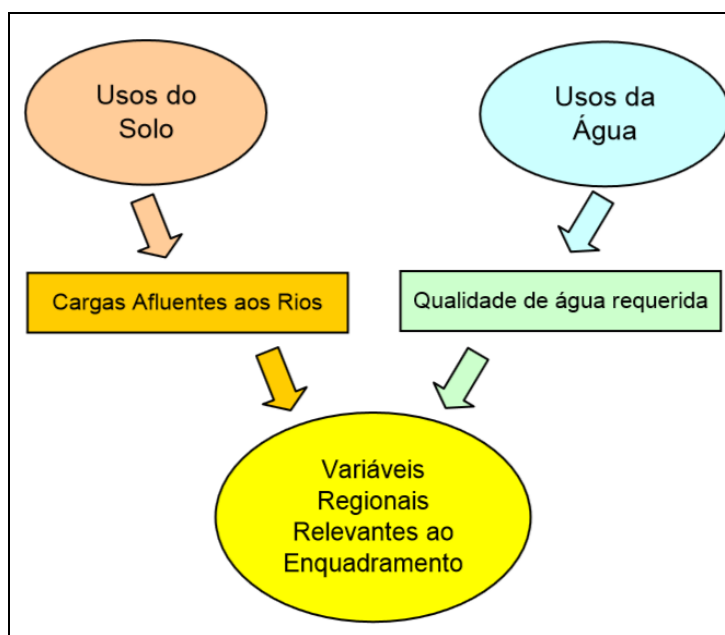 Usos do
Solo
Usos da
Água
Cargas Afluentes aos Rios
Qualidade de água requerida
Variáveis
Regionais
Relevantes ao
Enquadramento